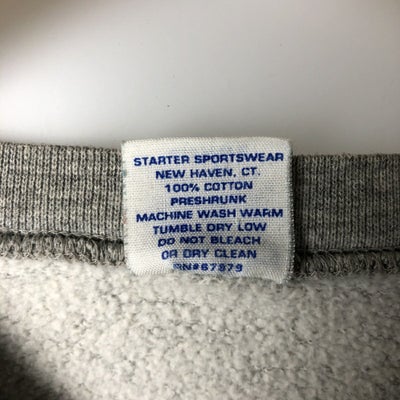 STARTER SPORTSWEAR
NEW HAVEN, CT.
100% COTTON
PRESHRUNK
MACHINE WASH WARM
TUMBLE DRY LOW
DO NOT BLEACH
OR DRY CLEAN
RN#67879